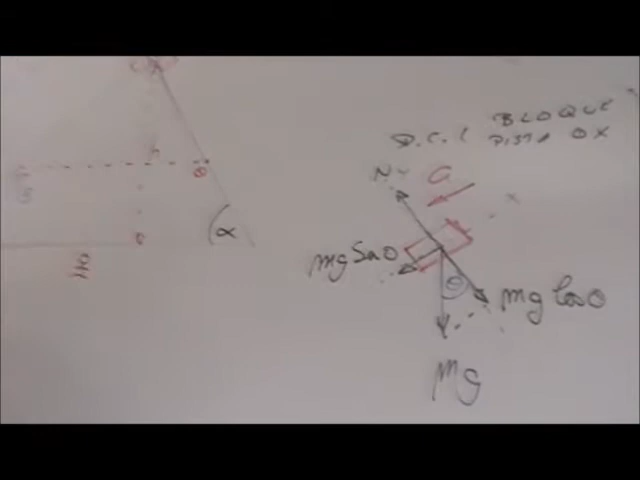 D.C.L BLOQUE
PISTA OX
N
a
x
h
θ
α
mg Sen θ
θ
mg Cos θ
mg